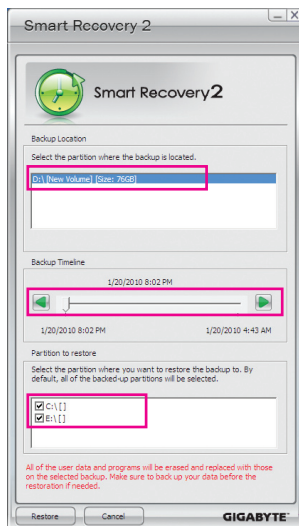 Smart Recovery 2
Smart Recovery2
Backup Location
Select the partition where the backup is located.
D:\ [New Volume] [Size: 76GB]
Backup Timeline
1/20/2010 8:02 PM
1/20/2010 8:02 PM
1/20/2010 4:43 AM
Partition to restore
Select the partition where you want to restore the backup to. By
default, all of the backed-up partitions will be selected.
C:\ [ ]
E:\ [ ]
All of the user data and programs will be erased and replaced with those
on the selected backup. Make sure to back up your data before the
restoration if needed.
Restore
Cancel
GIGABYTE™